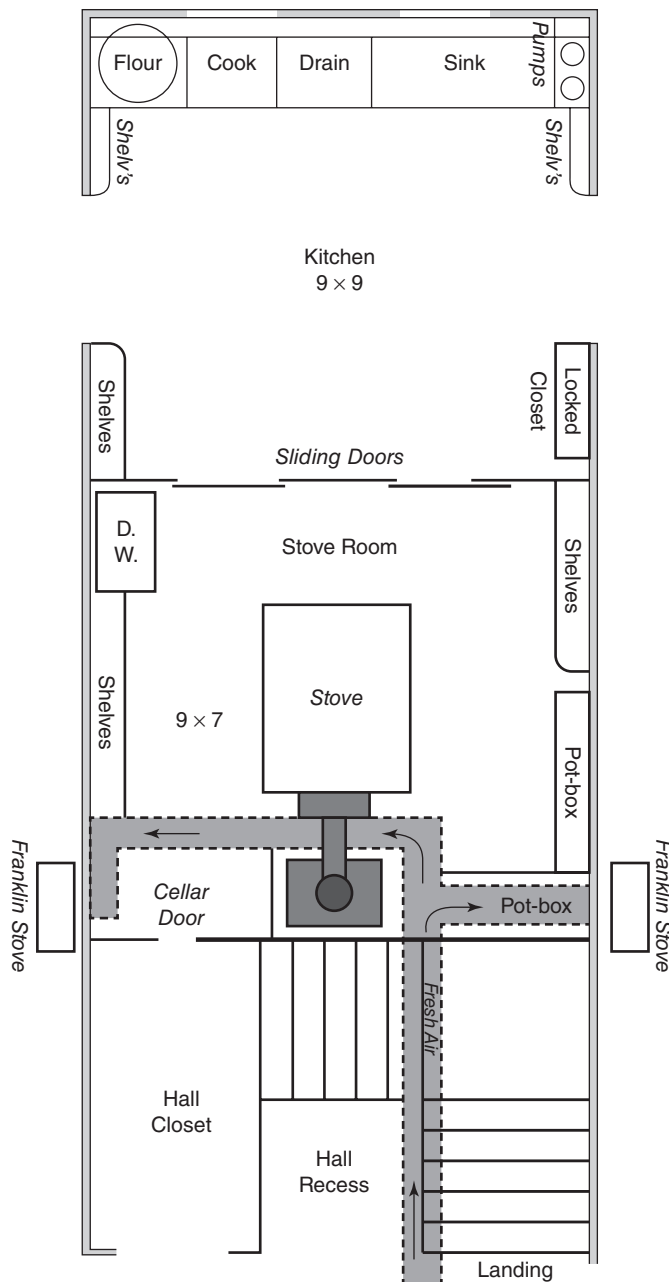 Flour
Cook
Drain
Sink
Pumps
Shelv's
Shelv's
Kitchen
9 × 9
Shelves
Locked
Closet
Sliding Doors
D.
W.
Stove Room
Shelves
Stove
9 × 7
Shelves
Pot-box
Franklin Stove
Cellar
Door
Pot-box
Franklin Stove
Fresh Air
Hall
Closet
Hall
Recess
Landing